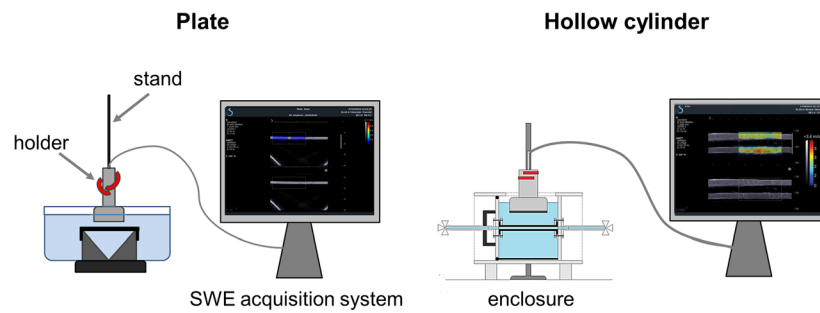 Plate
Hollow cylinder
stand
holder
SWE acquisition system
enclosure